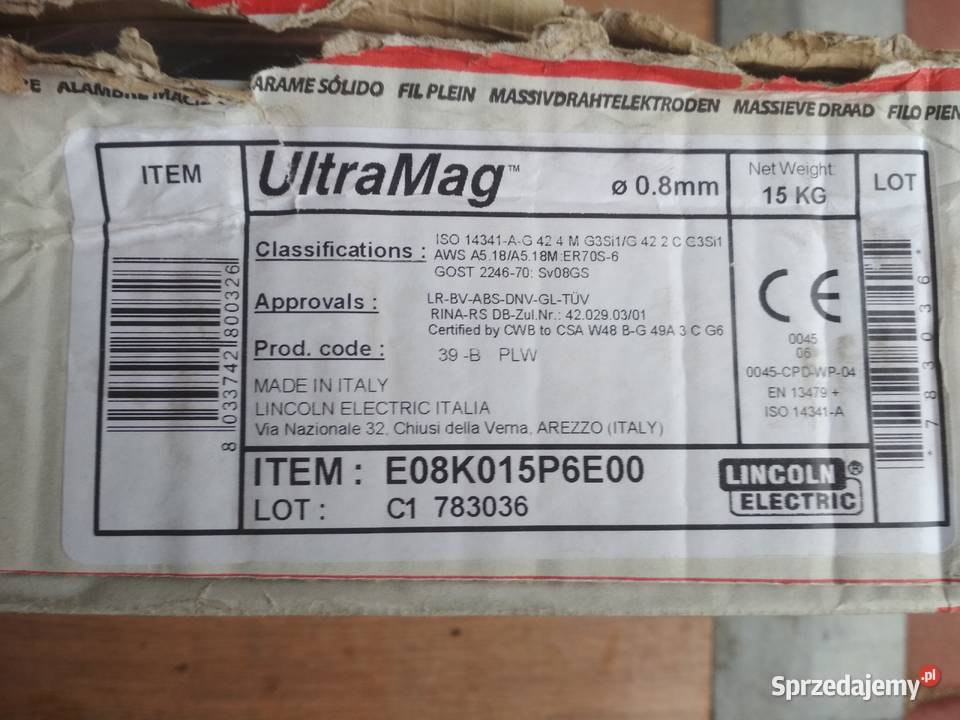 ARAME SÓLIDO FIL PLEIN MASSIVDRAHTELEKTRODEN MASSIEVE DRAAD FILO PIEN
ITEM
UltraMag™ ø 0.8mm
Net Weight:
15 KG
LOT
Classifications : ISO 14341-A-G 42 4 M G3Si1/G 42 2 C G3Si1
AWS A5.18/A5.18M:ER70S-6
GOST 2246-70: Sv08GS
Approvals : LR-BV-ABS-DNV-GL-TÜV
RINA-RS DB-Zul.Nr.: 42.029.03/01
Certified by CWB to CSA W48 B-G 49A 3 C G6
Prod. code : 39 -B PLW
MADE IN ITALY
LINCOLN ELECTRIC ITALIA
Via Nazionale 32, Chiusi della Verna, AREZZO (ITALY)
CE
0045
06
0045-CPD-WP-04
EN 13479 +
ISO 14341-A
8 033742 800326
*783036*
ITEM : E08K015P6E00
LOT : C1 783036
LINCOLN ®
ELECTRIC
Sprzedajemy.pl